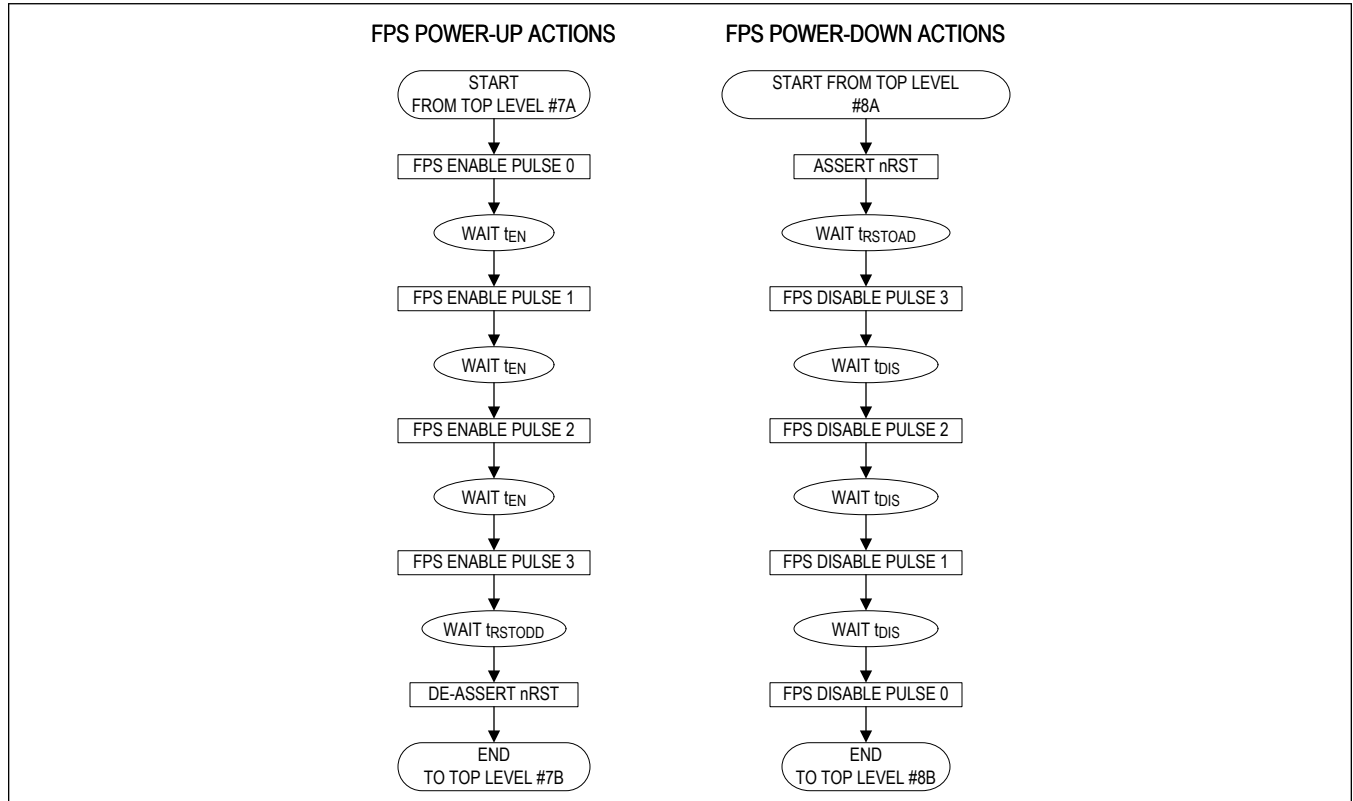 FPS POWER-UP ACTIONS
START
FROM TOP LEVEL #7A
FPS ENABLE PULSE 0
WAIT tEN
FPS ENABLE PULSE 1
WAIT tEN
FPS ENABLE PULSE 2
WAIT tEN
FPS ENABLE PULSE 3
WAIT tRSTODD
DE-ASSERT nRST
END
TO TOP LEVEL #7B
FPS POWER-DOWN ACTIONS
START FROM TOP LEVEL
#8A
ASSERT nRST
WAIT tRSTOAD
FPS DISABLE PULSE 3
WAIT tDIS
FPS DISABLE PULSE 2
WAIT tDIS
FPS DISABLE PULSE 1
WAIT tDIS
FPS DISABLE PULSE 0
END
TO TOP LEVEL #8B